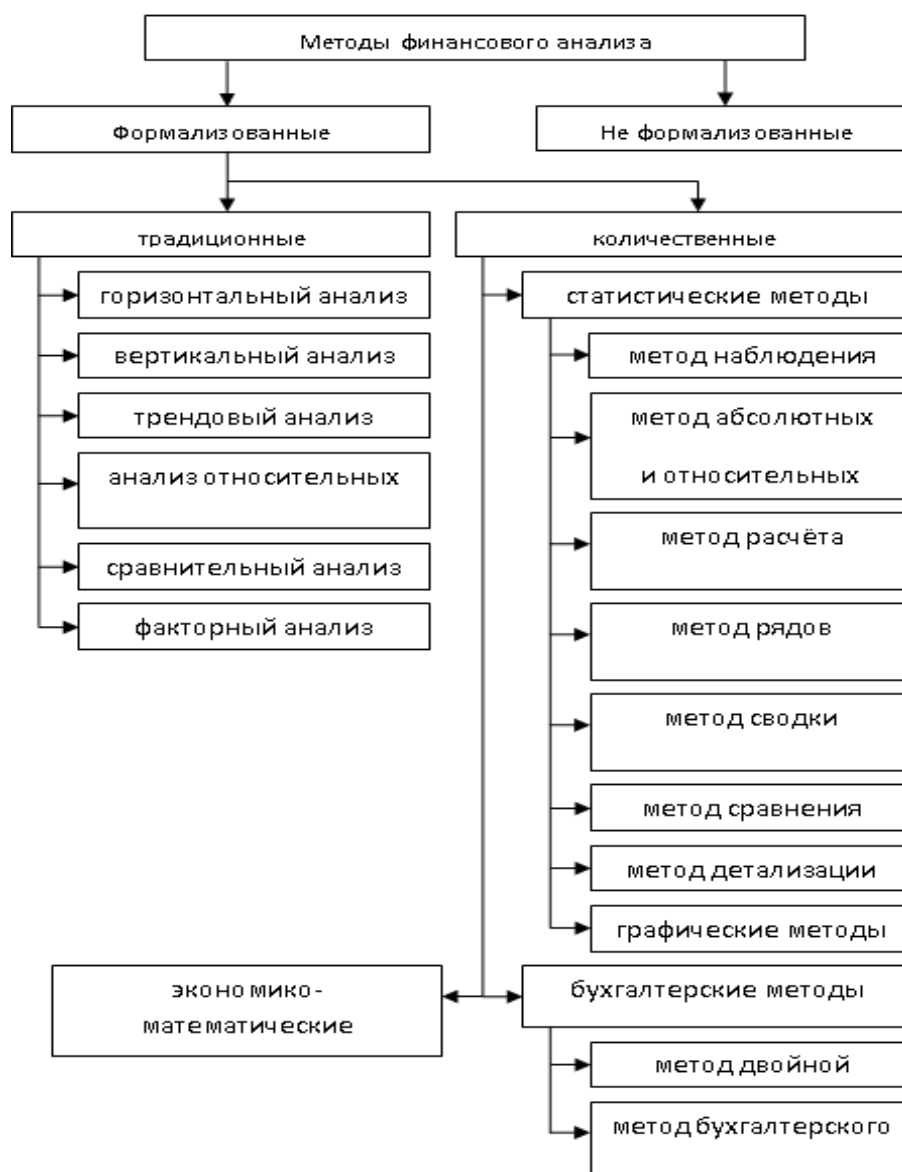 Методы финансового анализа
Формализованные
Не формализованные
традиционные
количественные
горизонтальный анализ
вертикальный анализ
трендовый анализ
анализ относительных
сравнительный анализ
факторный анализ
статистические методы
метод наблюдения
метод абсолютных
и относительных
метод расчёта
метод рядов
метод сводки
метод сравнения
метод детализации
графические методы
экономико-
математические
бухгалтерские методы
метод двойной
метод бухгалтерского